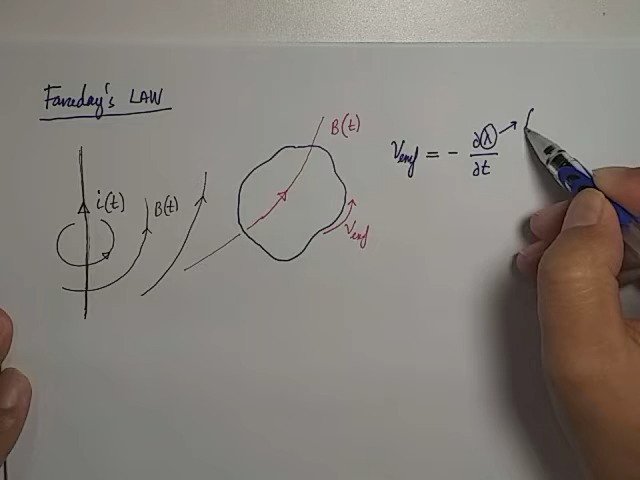 Faraday's LAW
i(t)
B(t)
B(t)
Vemf
Vemf = - ∂λ/∂t → ∫